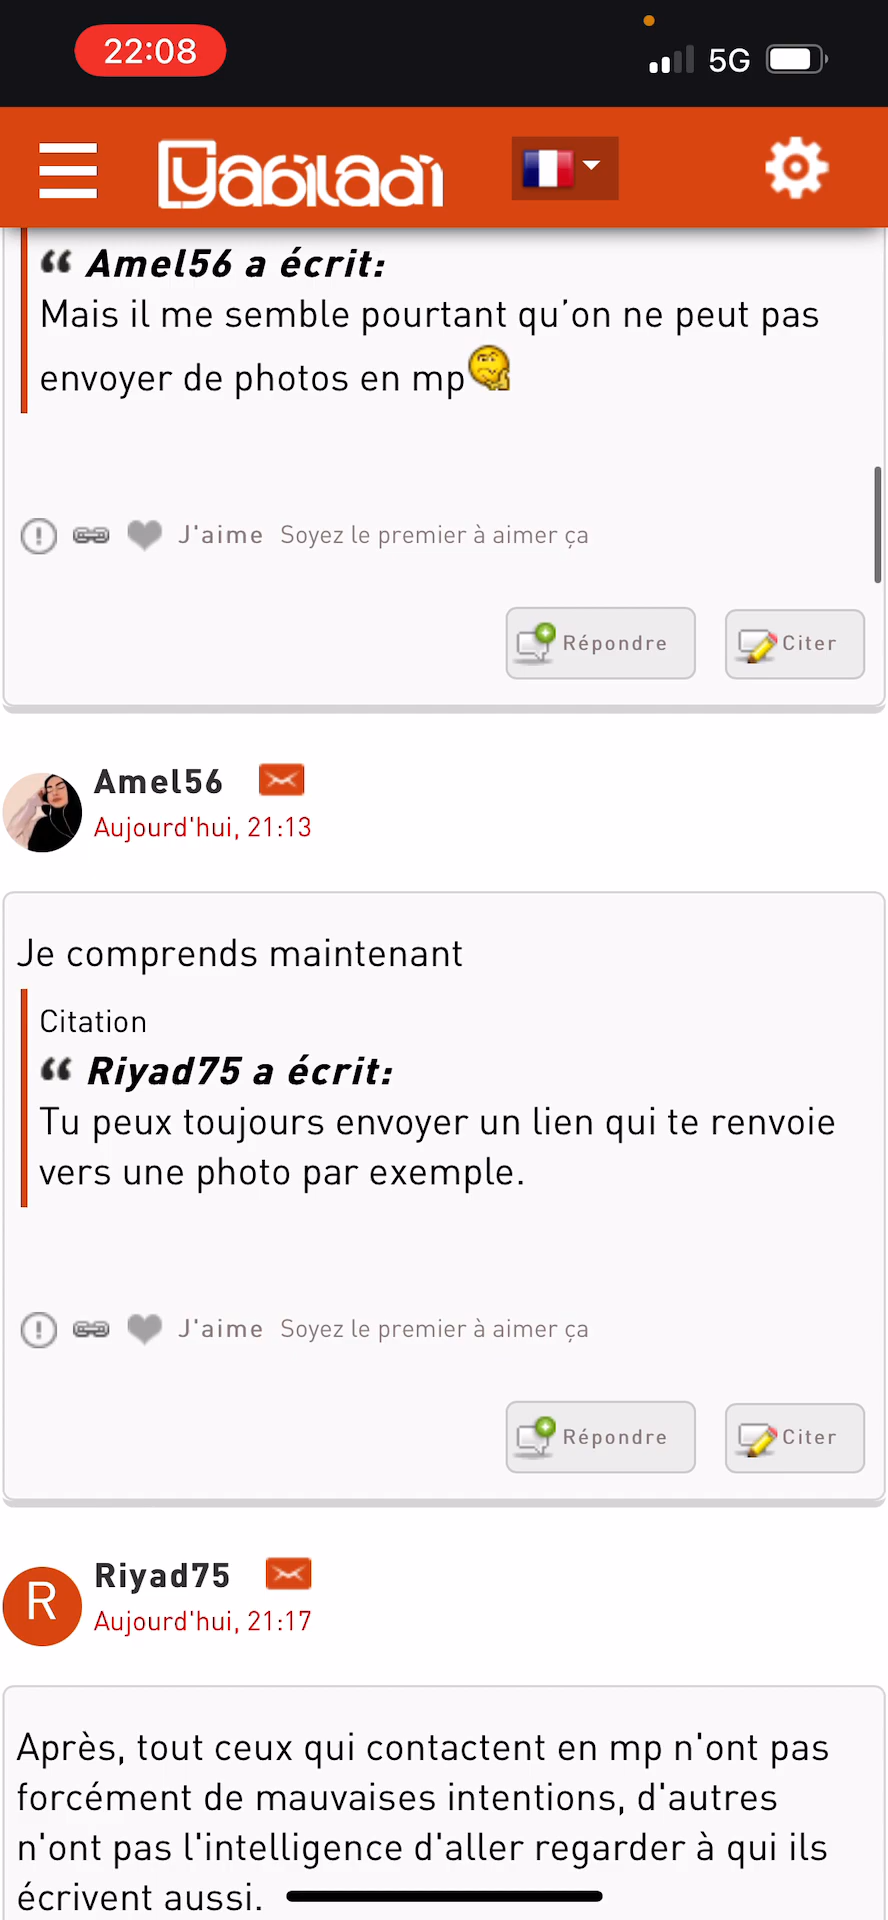 22:08
5G
Yabiladi
Amel56 a écrit:
Mais il me semble pourtant qu’on ne peut pas
envoyer de photos en mp
J'aime Soyez le premier à aimer ça
Répondre
Citer
Amel56
Aujourd'hui, 21:13
Je comprends maintenant
Citation
Riyad75 a écrit:
Tu peux toujours envoyer un lien qui te renvoie
vers une photo par exemple.
J'aime Soyez le premier à aimer ça
Répondre
Citer
R
Riyad75
Aujourd'hui, 21:17
Après, tout ceux qui contactent en mp n'ont pas
forcément de mauvaises intentions, d'autres
n'ont pas l'intelligence d'aller regarder à qui ils
écrivent aussi.